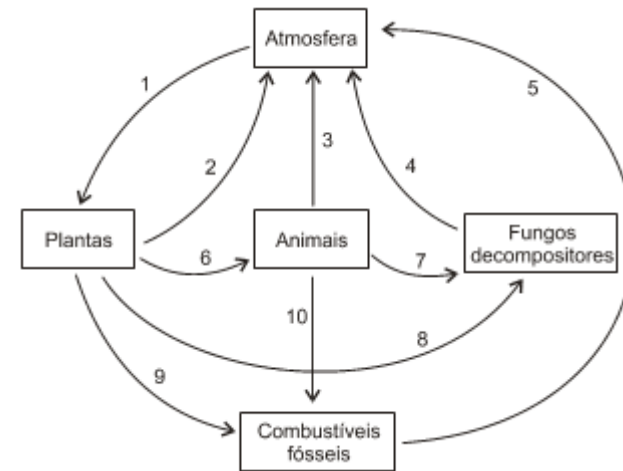 Atmosfera
1
5
2
3
4
Plantas
Animais
Fungos
decompositores
6
7
10
8
9
Combustíveis
fósseis